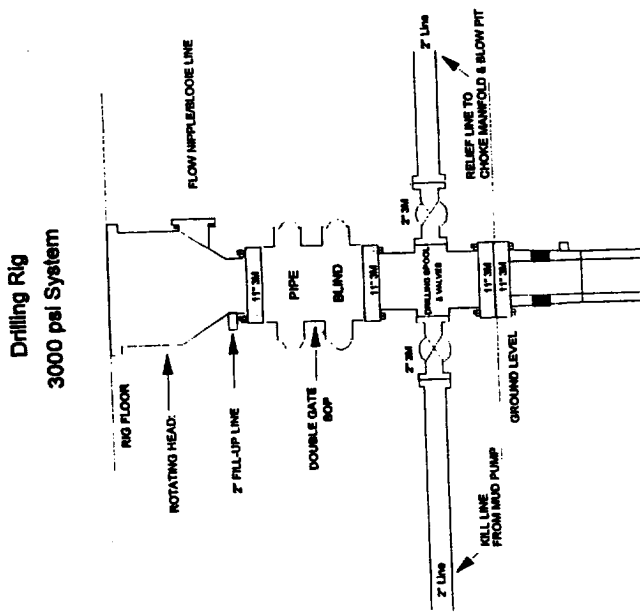 Drilling Rig
3000 psi System
RIG FLOOR
ROTATING HEAD:
FLOW NIPPLE/BLOOIE LINE
2" FILL-UP LINE
11" 3M
PIPE
DOUBLE GATE
BOP
BLIND
11" 3M
2" 3M
DRILLING SPOOL
& VALVES
2" 3M
2" Line
2" Line
KILL LINE
FROM MUD PUMP
RELIEF LINE TO
CHOKE MANIFOLD & BLOW PIT
11" 3M
11" 3M
GROUND LEVEL